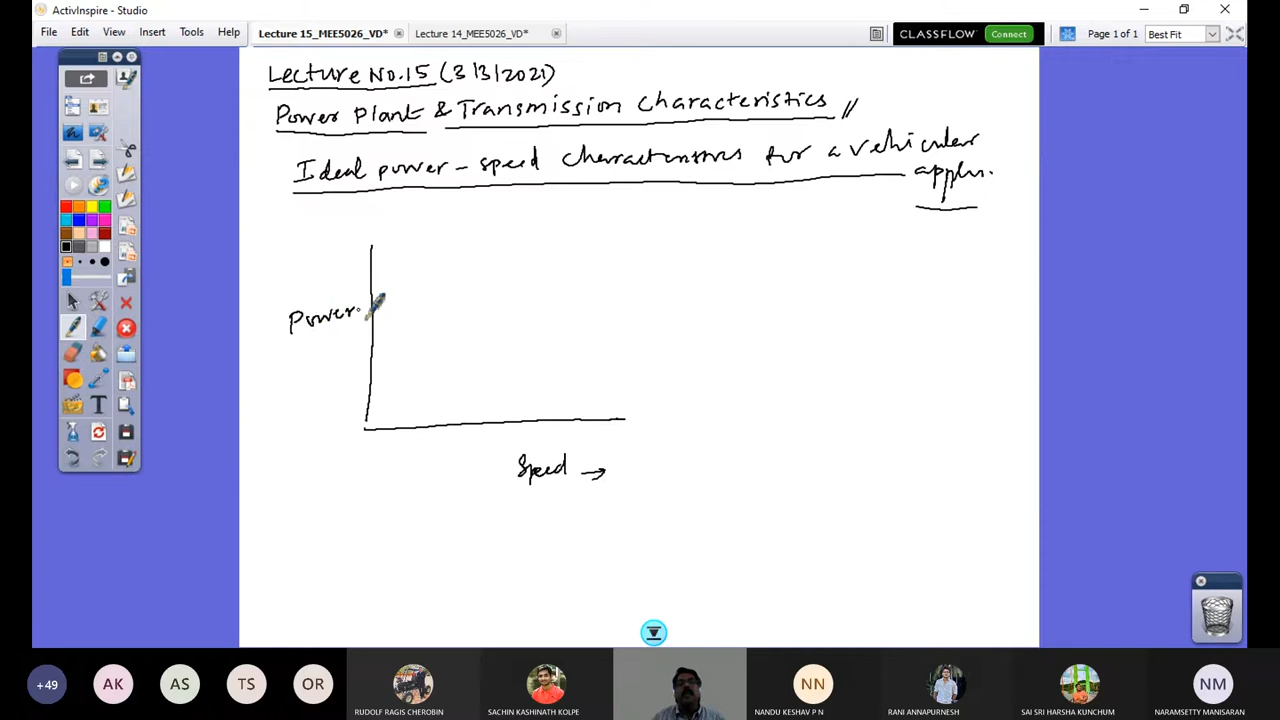 ActivInspire - Studio
File Edit View Insert Tools Help
Lecture 15_MEE5026_VD*
Lecture 14_MEE5026_VD*
CLASSFLOW Connect
Page 1 of 1
Best Fit
Lecture No.15 (3/3/2021)
Power Plant & Transmission Characteristics //
Ideal power - speed characteristics for a vehicular
appln.
Power.
Speed →
T
+49
AK
AS
TS
OR
NN
NM
RUDOLF RAGIS CHEROBIN
SACHIN KASHINATH KOLPE
NANDU KESHAV P N
RANI ANNAPURNESH
SAI SRI HARSHA KUNCHUM
NARAMSETTY MANISARAN